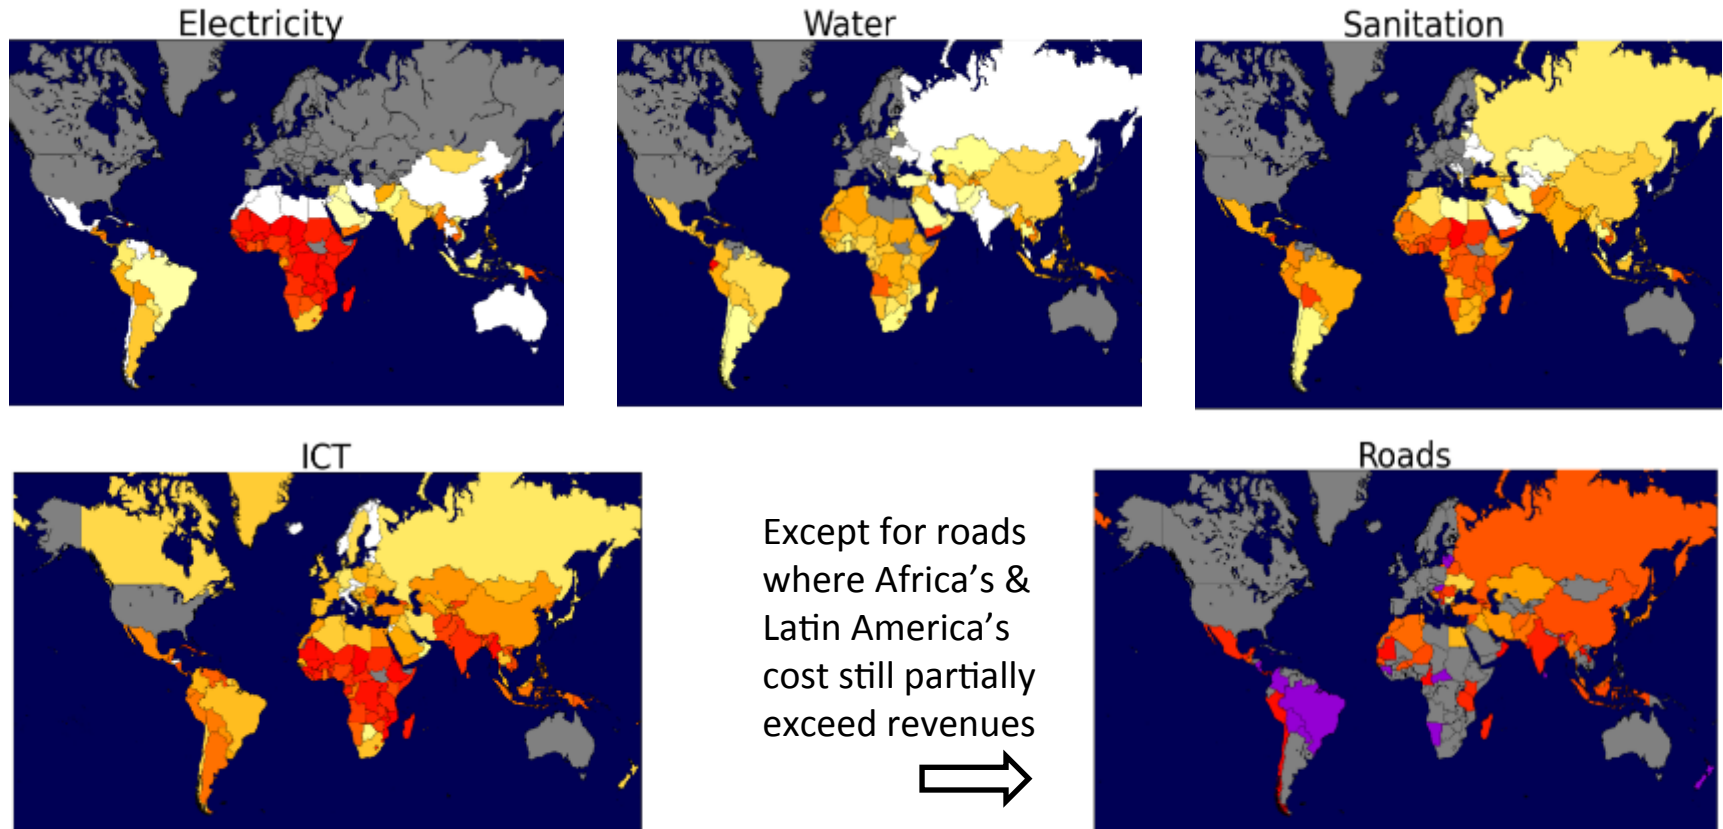 Electricity
Water
Sanitation
ICT
Roads
Except for roads
where Africa’s &
Latin America’s
cost still partially
exceed revenues